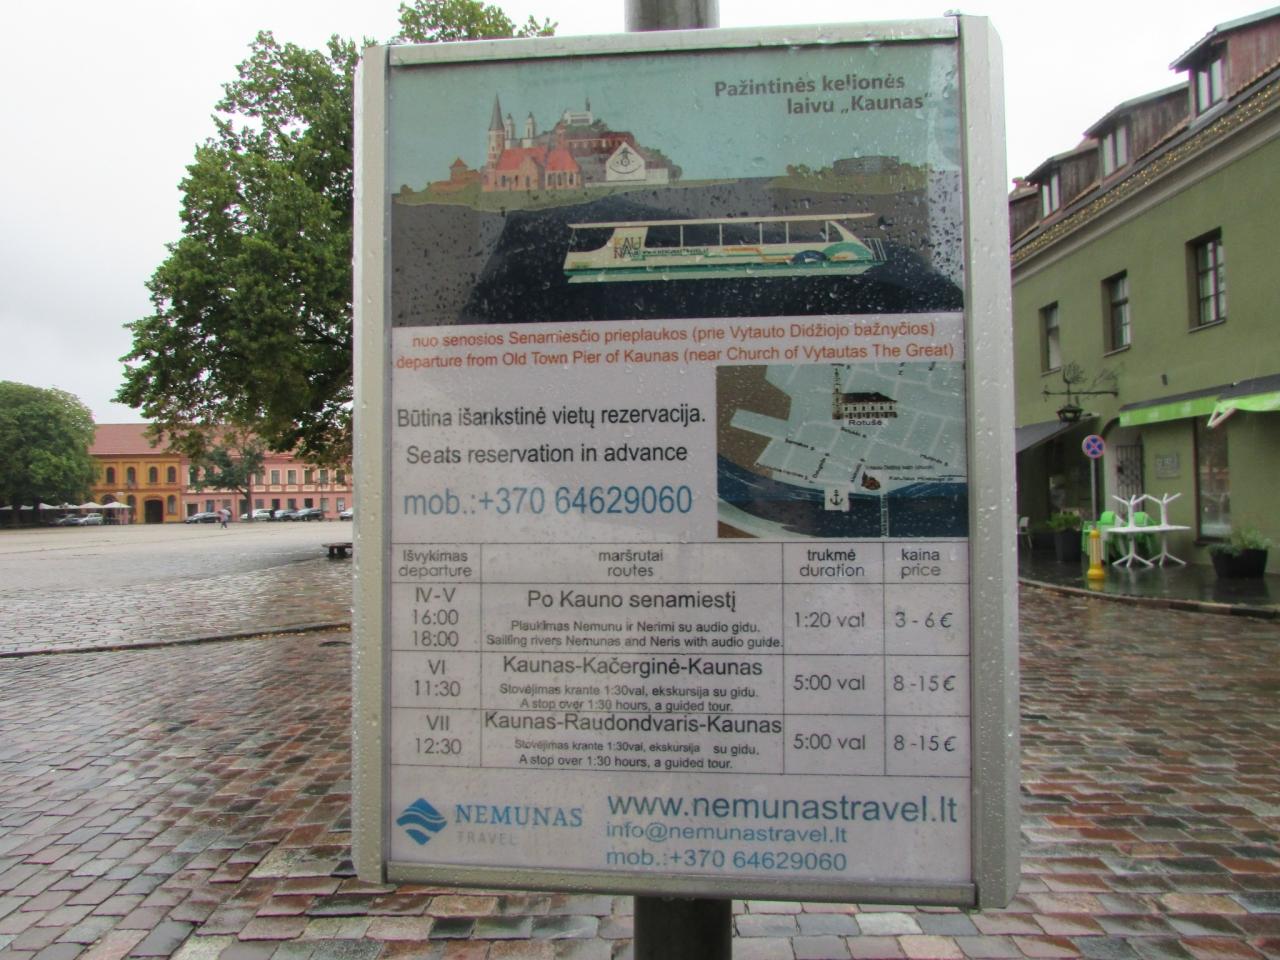 Pažintinės kelionės
laivu „Kaunas"
KAU
NAS
nuo senosios Senamiesčio prieplaukos (prie Vytauto Didžiojo bažnyčios)
departure from Old Town Pier of Kaunas (near Church of Vytautas The Great)
Būtina išankstinė vietų rezervacija.
Seats reservation in advance
mob.:+370 64629060
Rotušė
Išvykimas maršrutai trukmė kaina
departure routes duration price
IV-V
16:00
18:00
Po Kauno senamiestį
Plaukimas Nemunu ir Nerimi su audio gidu.
Sailing rivers Nemunas and Neris with audio guide.
1:20 val
3 - 6 €
VI
11:30
Kaunas-Kačerginė-Kaunas
Stovėjimas krante 1:30val, ekskursija su gidu.
A stop over 1:30 hours, a guided tour.
5:00 val
8 -15 €
VII
12:30
Kaunas-Raudondvaris-Kaunas
Stovėjimas krante 1:30val, ekskursija su gidu.
A stop over 1:30 hours, a guided tour.
5:00 val
8 -15 €
NEMUNAS
TRAVEL
www.nemunastravel.lt
info@nemunastravel.lt
mob.:+370 64629060